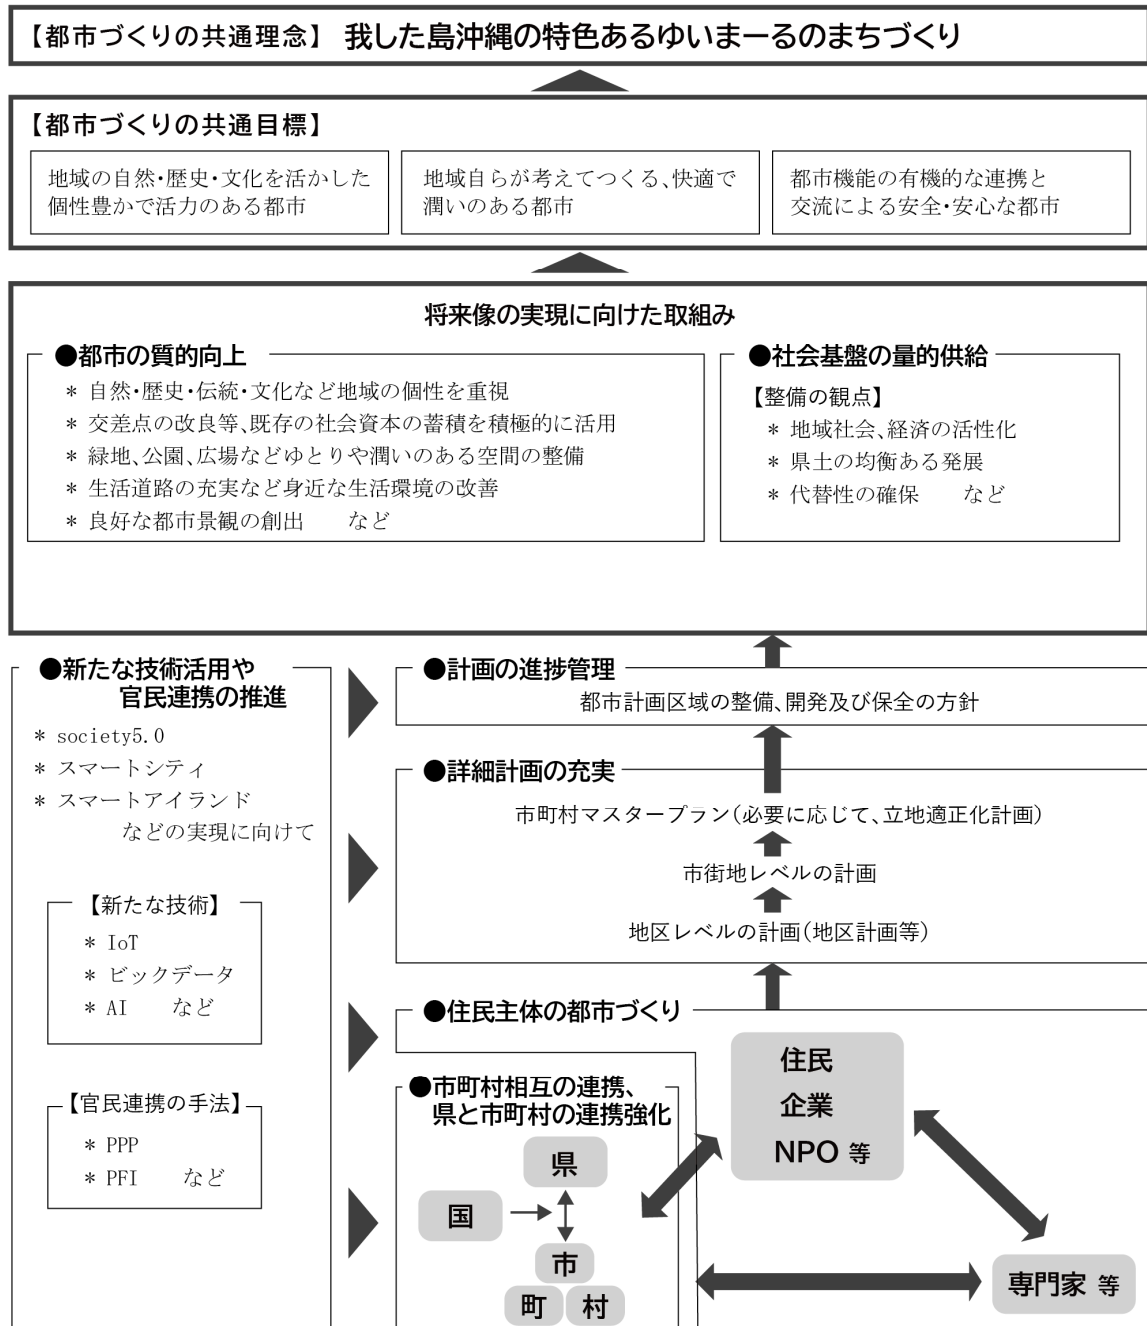 【都市づくりの共通理念】 我した島沖縄の特色あるゆいまーるのまちづくり
【都市づくりの共通目標】
地域の自然・歴史・文化を活かした
個性豊かで活力のある都市
地域自らが考えてつくる、快適で
潤いのある都市
都市機能の有機的な連携と
交流による安全・安心な都市
将来像の実現に向けた取組み
●都市の質的向上
* 自然・歴史・伝統・文化など地域の個性を重視
* 交差点の改良等、既存の社会資本の蓄積を積極的に活用
* 緑地、公園、広場などゆとりや潤いのある空間の整備
* 生活道路の充実など身近な生活環境の改善
* 良好な都市景観の創出 など
●社会基盤の量的供給
【整備の観点】
* 地域社会、経済の活性化
* 県土の均衡ある発展
* 代替性の確保 など
●新たな技術活用や
官民連携の推進
* society5.0
* スマートシティ
* スマートアイランド
などの実現に向けて
【新たな技術】
* IoT
* ビックデータ
* AI など
【官民連携の手法】
* PPP
* PFI など
●計画の進捗管理
都市計画区域の整備、開発及び保全の方針
●詳細計画の充実
市町村マスタープラン(必要に応じて、立地適正化計画)
市街地レベルの計画
地区レベルの計画(地区計画等)
●住民主体の都市づくり
●市町村相互の連携、
県と市町村の連携強化
県
国
市
町 村
住民
企業
NPO 等
専門家 等